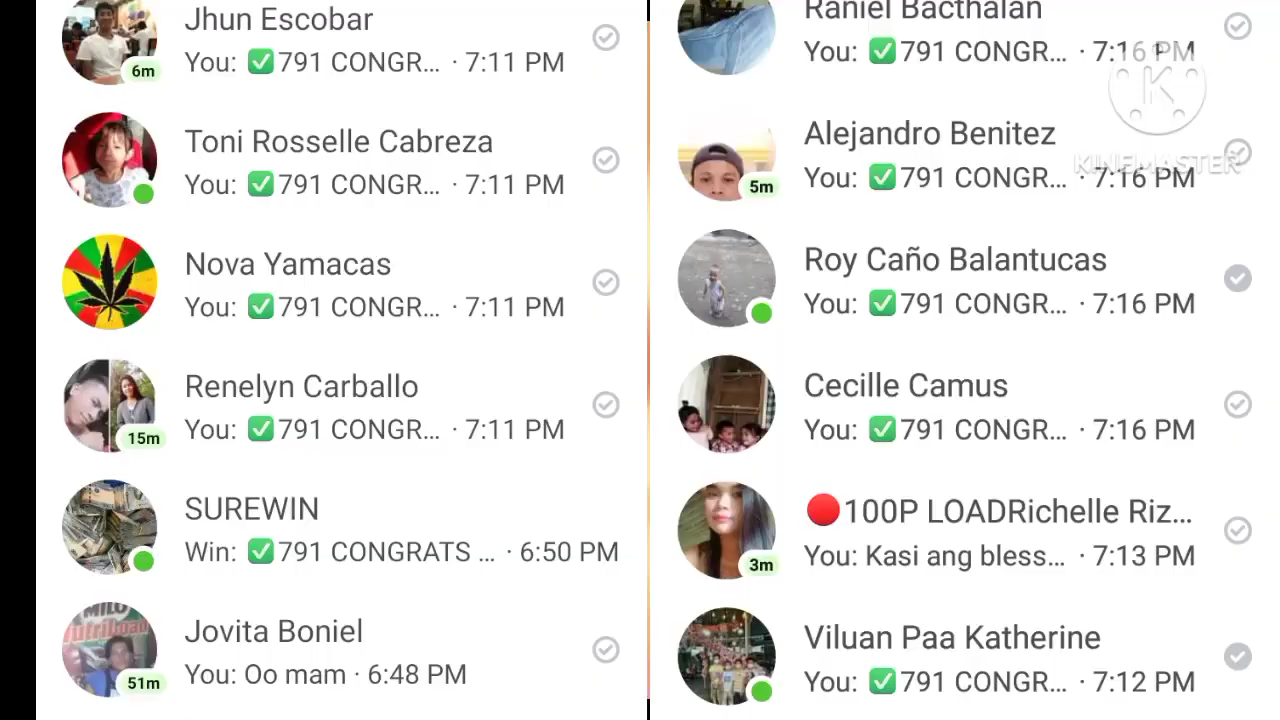 Jhun Escobar
You: ✅791 CONGR... · 7:11 PM
6m
Toni Rosselle Cabreza
You: ✅791 CONGR... · 7:11 PM
Nova Yamacas
You: ✅791 CONGR... · 7:11 PM
Renelyn Carballo
You: ✅791 CONGR... · 7:11 PM
15m
SUREWIN
Win: ✅791 CONGRATS ... · 6:50 PM
MILO
Jovita Boniel
You: Oo mam · 6:48 PM
51m
Raniel Bacthalan
You: ✅791 CONGR... · 7:16 PM
K
KINEMASTER
Alejandro Benitez
You: ✅791 CONGR... · 7:16 PM
5m
Roy Caño Balantucas
You: ✅791 CONGR... · 7:16 PM
Cecille Camus
You: ✅791 CONGR... · 7:16 PM
🔴100P LOADRichelle Riz...
You: Kasi ang bless... · 7:13 PM
3m
Viluan Paa Katherine
You: ✅791 CONGR... · 7:12 PM